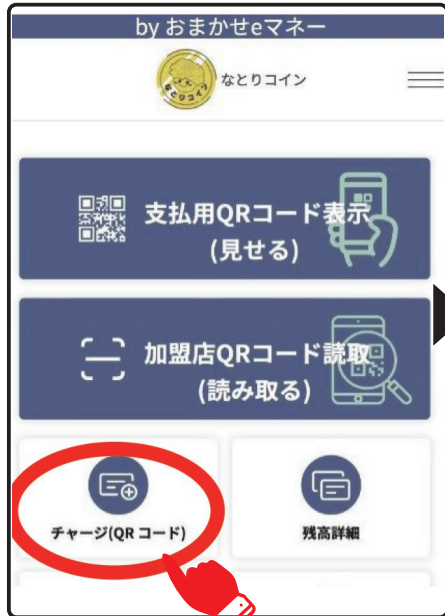 by おまかせeマネー
なとりコイン
支払用QRコード表示
(見せる)
加盟店QRコード読取
(読み取る)
チャージ(QR コード)
残高詳細